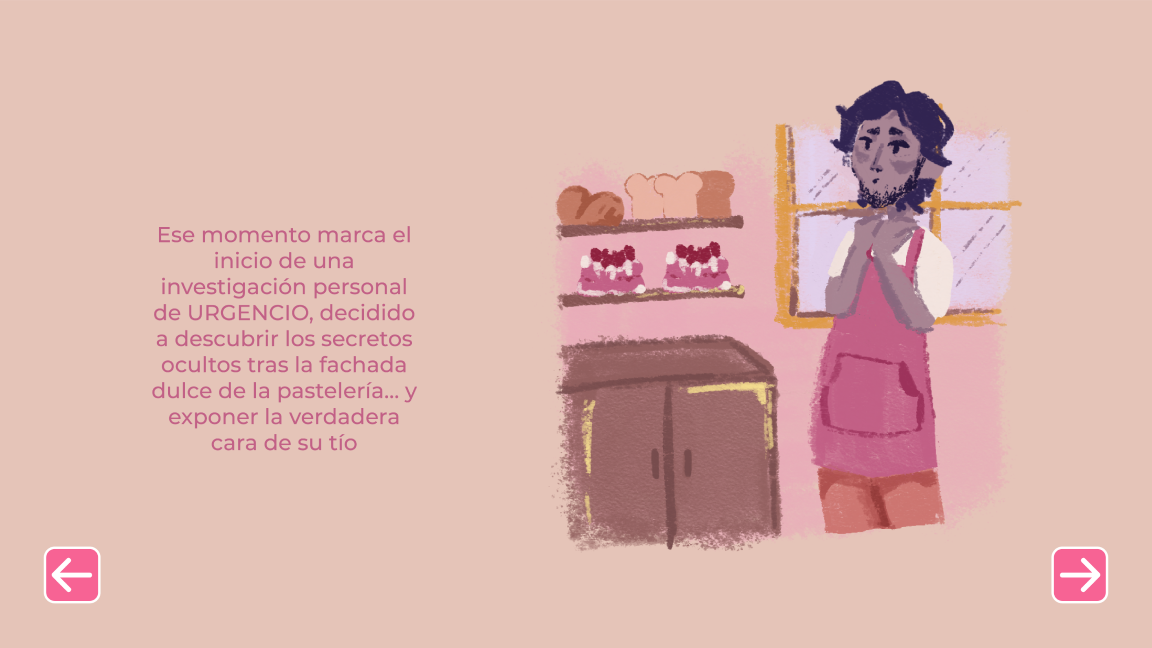 Ese momento marca el
inicio de una
investigación personal
de URGENCIO, decidido
a descubrir los secretos
ocultos tras la fachada
dulce de la pastelería... y
exponer la verdadera
cara de su tío